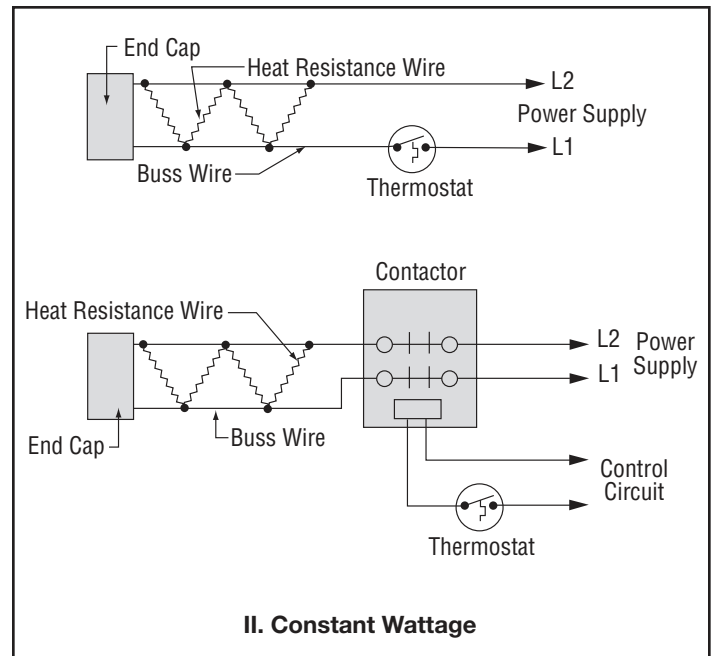 End Cap
Heat Resistance Wire
L2
Power Supply
L1
Buss Wire
Thermostat
Contactor
Heat Resistance Wire
L2
Power
Supply
L1
Buss Wire
End Cap
Control
Circuit
Thermostat
II. Constant Wattage